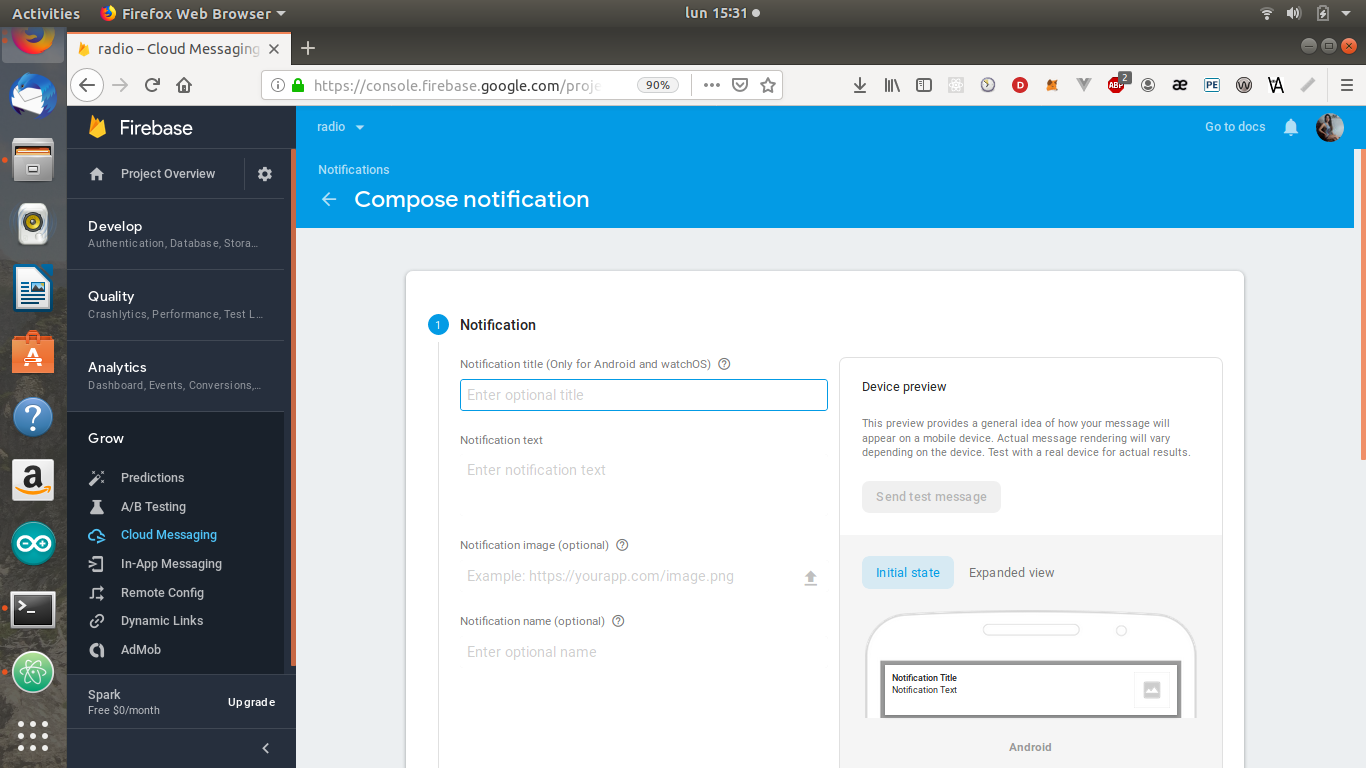 Activities
Firefox Web Browser
lun 15:31
radio – Cloud Messaging
https://console.firebase.google.com/proje
90%
2
D
ABP
æ
PE
W
Firebase
radio
Go to docs
Project Overview
Notifications
Compose notification
Develop
Authentication, Database, Stora…
Quality
Crashlytics, Performance, Test L…
Analytics
Dashboard, Events, Conversions,…
Grow
Predictions
A/B Testing
Cloud Messaging
In-App Messaging
Remote Config
Dynamic Links
AdMob
Spark
Free $0/month
Upgrade
1
Notification
Notification title (Only for Android and watchOS)
Enter optional title
Notification text
Enter notification text
Notification image (optional)
Example: https://yourapp.com/image.png
Notification name (optional)
Enter optional name
Device preview
This preview provides a general idea of how your message will
appear on a mobile device. Actual message rendering will vary
depending on the device. Test with a real device for actual results.
Send test message
Initial state
Expanded view
Notification Title
Notification Text
Android